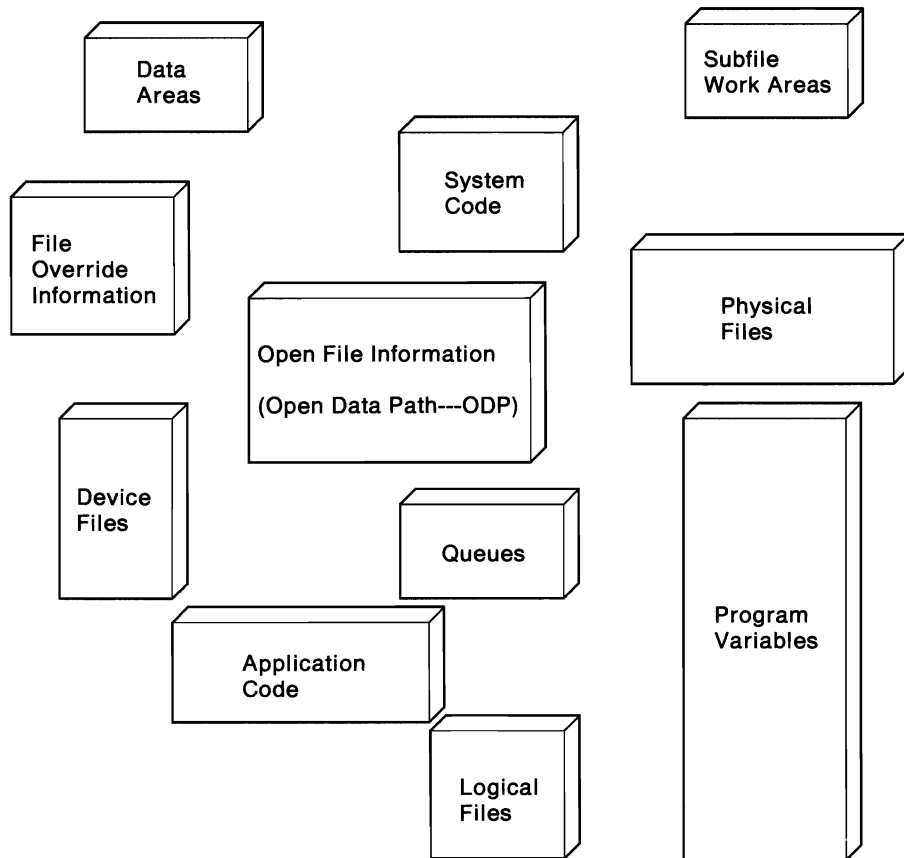 Data
Areas
Subfile
Work Areas
System
Code
File
Override
Information
Physical
Files
Open File Information
(Open Data Path---ODP)
Device
Files
Queues
Program
Variables
Application
Code
Logical
Files